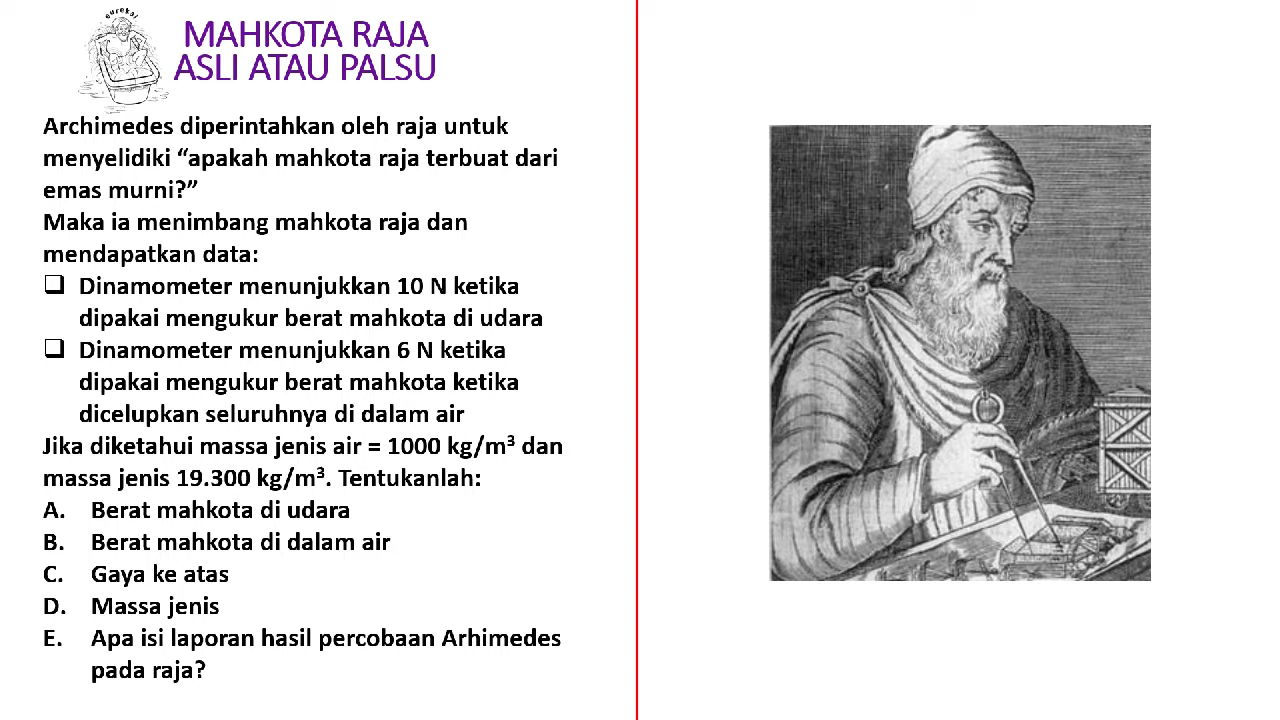 eureka!
MAHKOTA RAJA
ASLI ATAU PALSU
Archimedes diperintahkan oleh raja untuk
menyelidiki “apakah mahkota raja terbuat dari
emas murni?”
Maka ia menimbang mahkota raja dan
mendapatkan data:
❑ Dinamometer menunjukkan 10 N ketika
dipakai mengukur berat mahkota di udara
❑ Dinamometer menunjukkan 6 N ketika
dipakai mengukur berat mahkota ketika
dicelupkan seluruhnya di dalam air
Jika diketahui massa jenis air = 1000 kg/m³ dan
massa jenis 19.300 kg/m³. Tentukanlah:
A. Berat mahkota di udara
B. Berat mahkota di dalam air
C. Gaya ke atas
D. Massa jenis
E. Apa isi laporan hasil percobaan Arhimedes
pada raja?